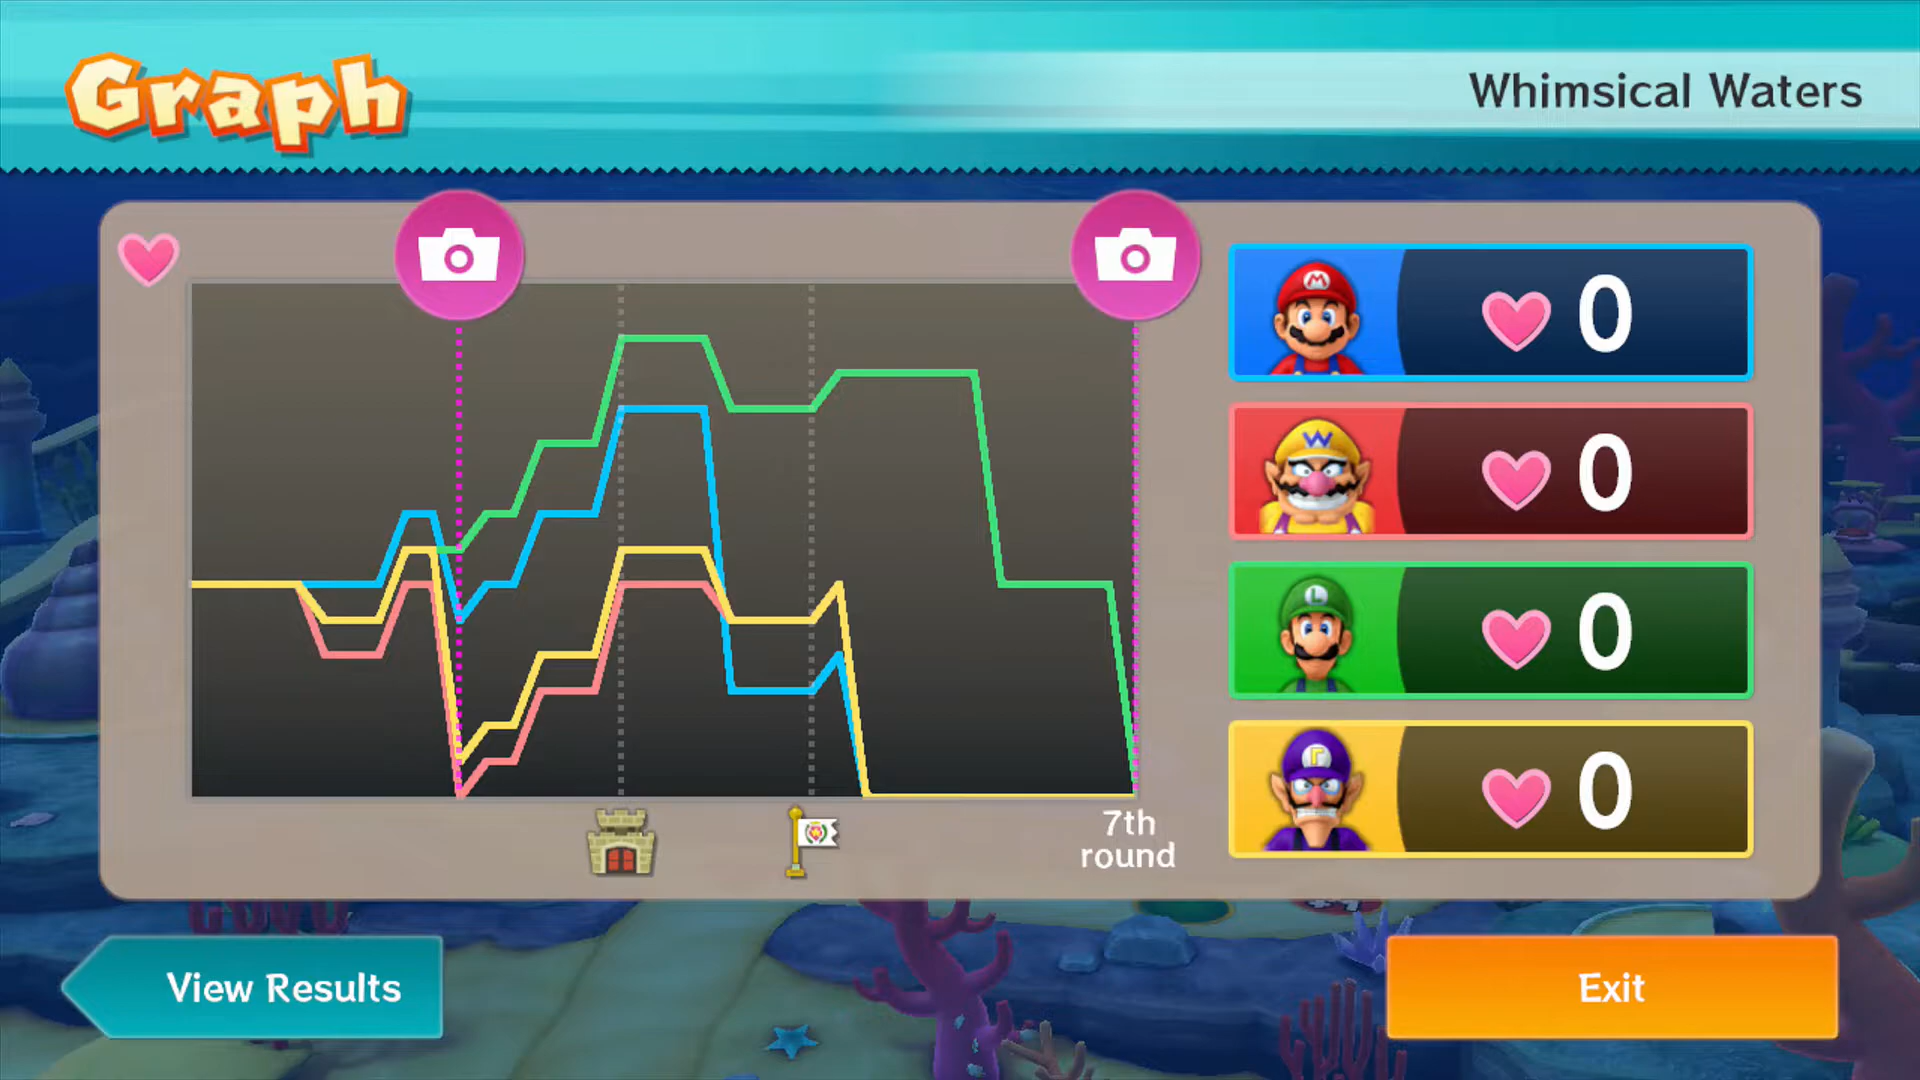 Graph
Whimsical Waters
0
0
0
0
7th
round
View Results
Exit